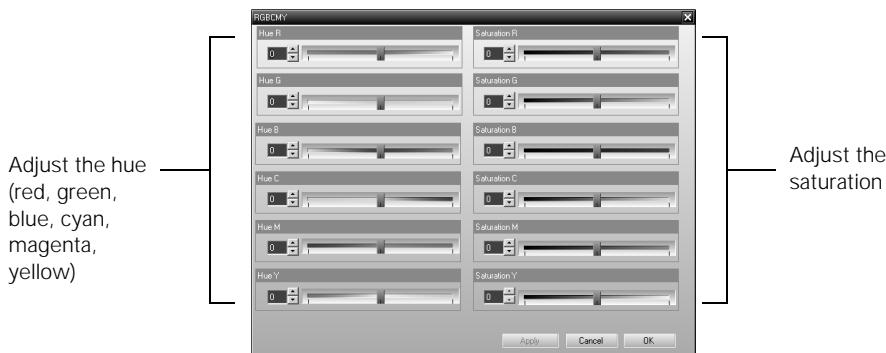 RGBCMY
Hue R
0
Saturation R
0
Hue G
0
Saturation G
0
Hue B
0
Saturation B
0
Hue C
0
Saturation C
0
Hue M
0
Saturation M
0
Hue Y
0
Saturation Y
0
Apply
Cancel
OK
Adjust the hue
(red, green,
blue, cyan,
magenta,
yellow)
Adjust the
saturation